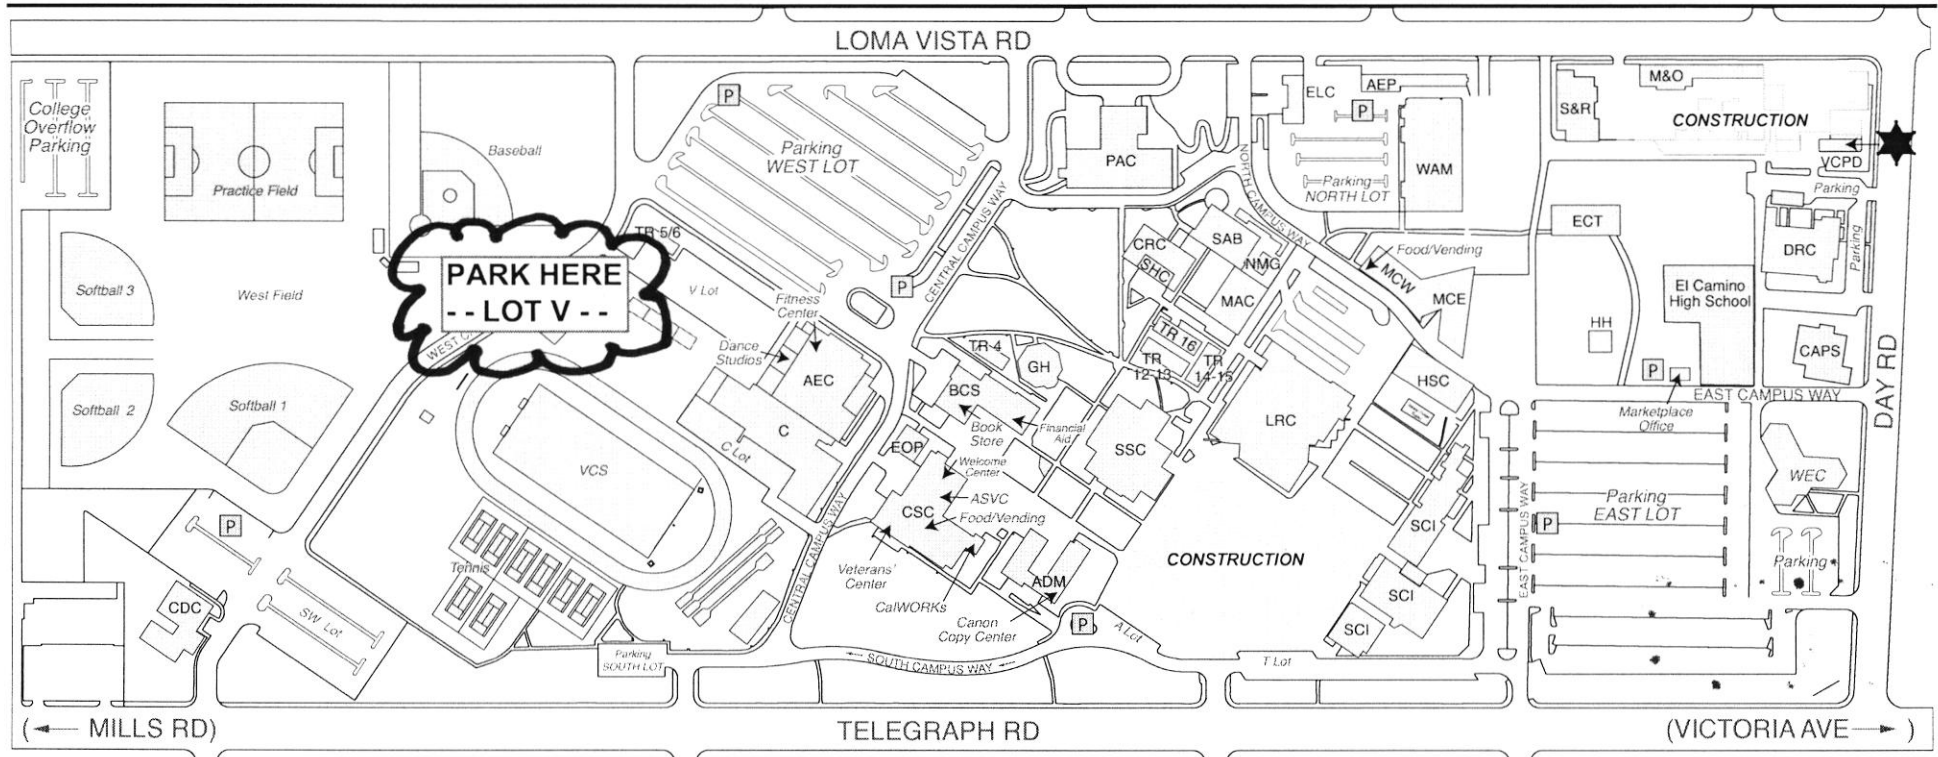 LOMA VISTA RD
College
Overflow
Parking
Practice Field
Baseball
P
Parking
WEST LOT
PAC
ELC
AEP
P
Parking
NORTH LOT
WAM
S&R
M&O
CONSTRUCTION
VCPD
Parking
DRC
Parking
ECT
El Camino
High School
HH
P
Marketplace
Office
CAPS
EAST CAMPUS WAY
DAY RD
Softball 3
West Field
TR 5/6
PARK HERE
-- LOT V --
V Lot
Fitness
Center
Dance
Studios
AEC
P
CENTRAL CAMPUS WAY
NORTH CAMPUS WAY
CRC
SHC
SAB
NMG
MAC
Food/Vending
MCW
MCE
TR 16
TR
12-13
TR
14-15
TR-4
GH
BCS
Book
Store
Financial
Aid
SSC
LRC
HSC
Softball 2
Softball 1
VCS
C
C Lot
EOP
Welcome
Center
ASVC
CSC
Food/Vending
Veterans'
Center
CalWORKs
ADM
Canon
Copy Center
P
A Lot
CONSTRUCTION
SCI
SCI
SCI
EAST CAMPUS WAY
P
Parking
EAST LOT
WEC
Parking
P
Tennis
CDC
SW Lot
Parking
SOUTH LOT
CENTRAL CAMPUS WAY
SOUTH CAMPUS WAY
T Lot
(← MILLS RD)
TELEGRAPH RD
(VICTORIA AVE → )